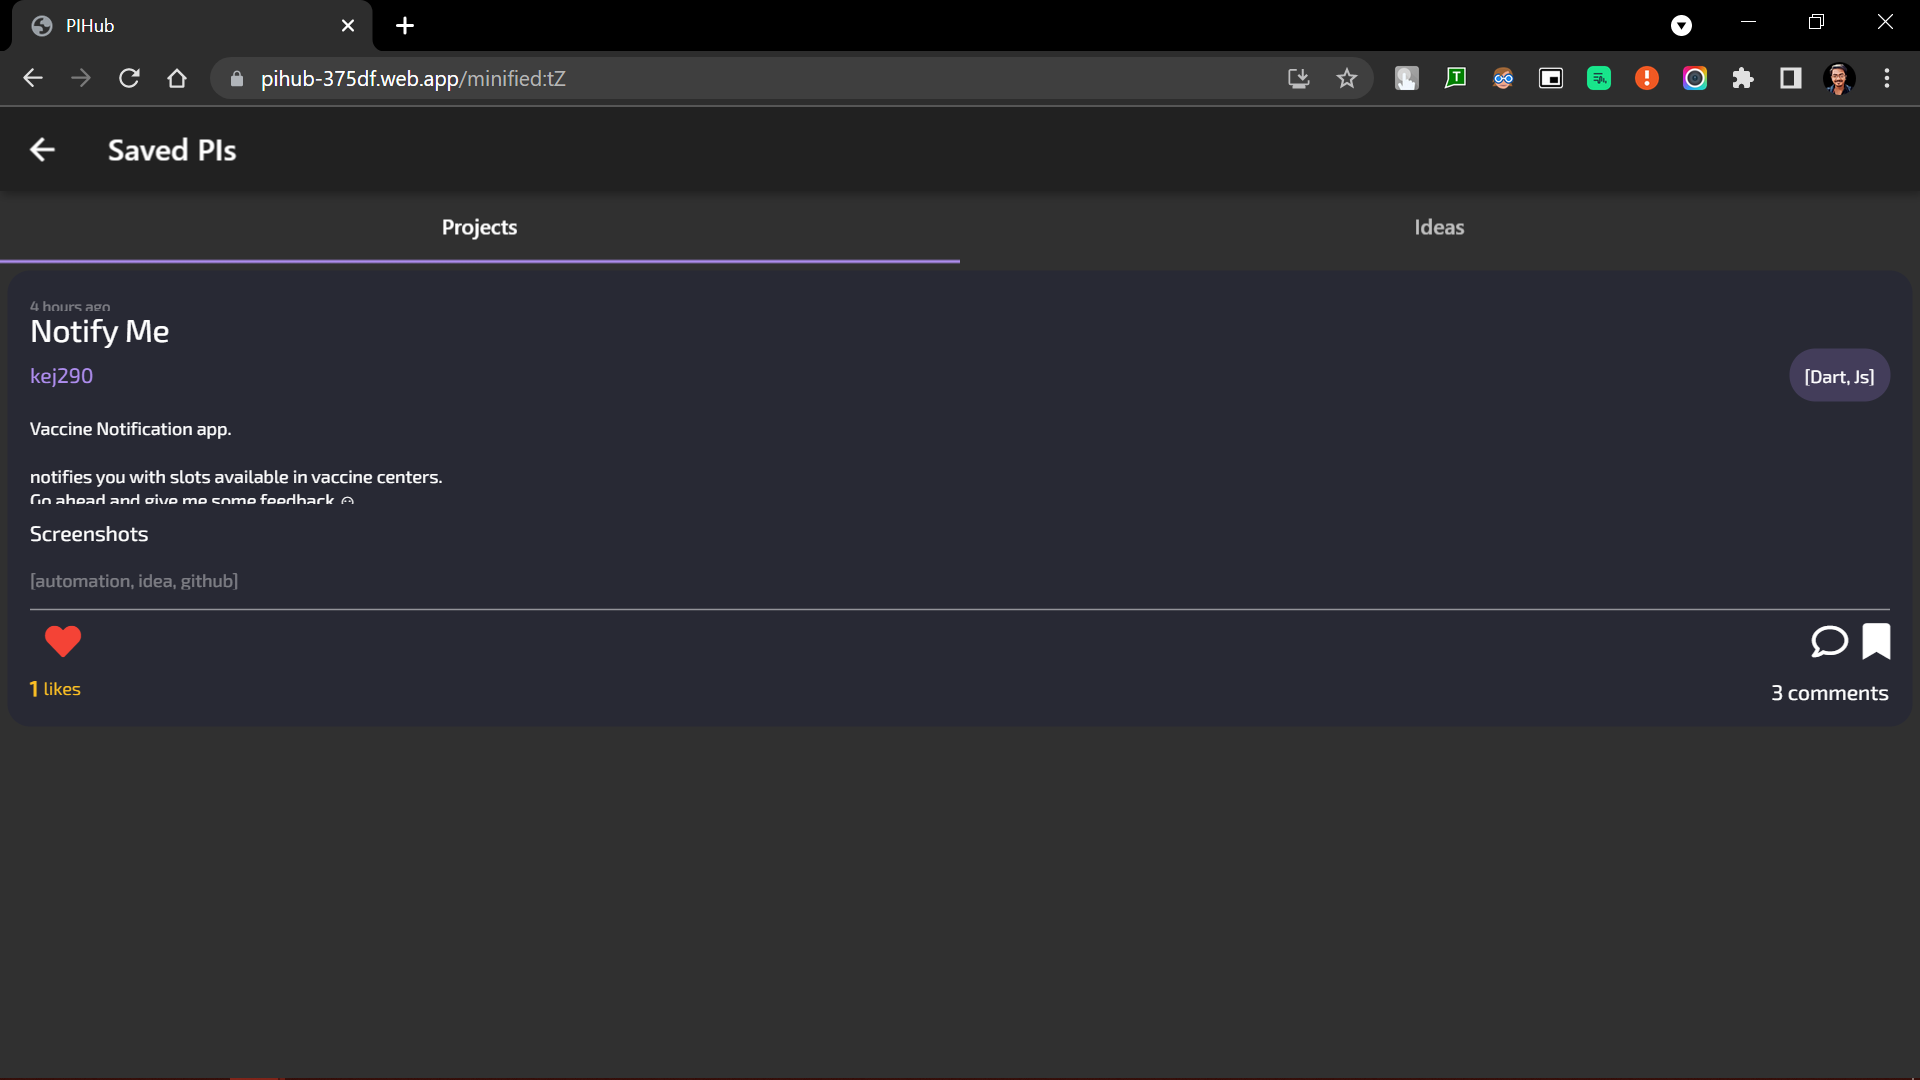 PIHub
pihub-375df.web.app/minified:tZ
Saved PIs
Projects
Ideas
4 hours ago
Notify Me
kej290
[Dart, Js]
Vaccine Notification app.
notifies you with slots available in vaccine centers.
Go ahead and give me some feedback ☺
Screenshots
[automation, idea, github]
1 likes
3 comments